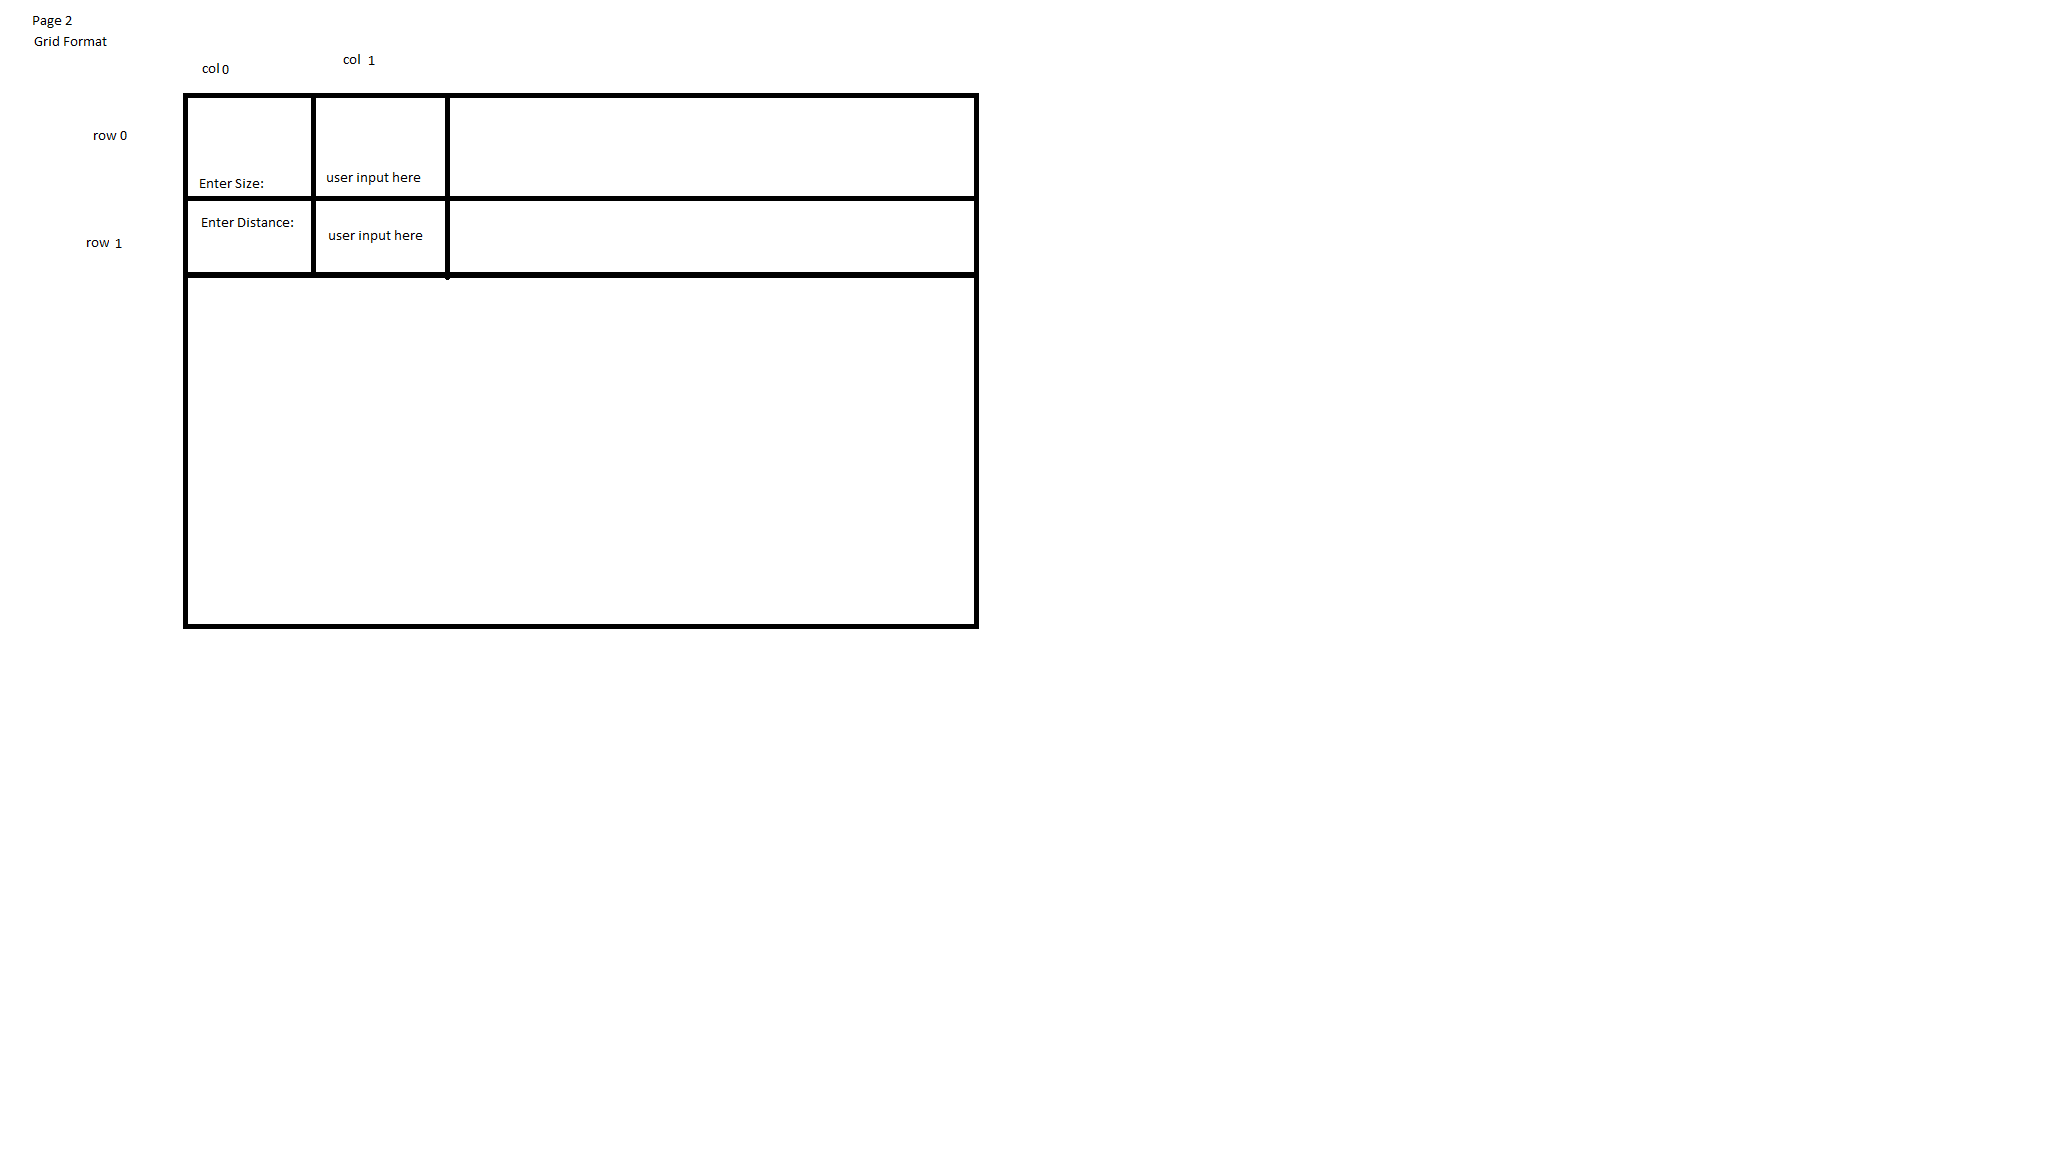 Page 2
Grid Format
col 0
col 1
row 0
Enter Size:
user input here
row 1
Enter Distance:
user input here